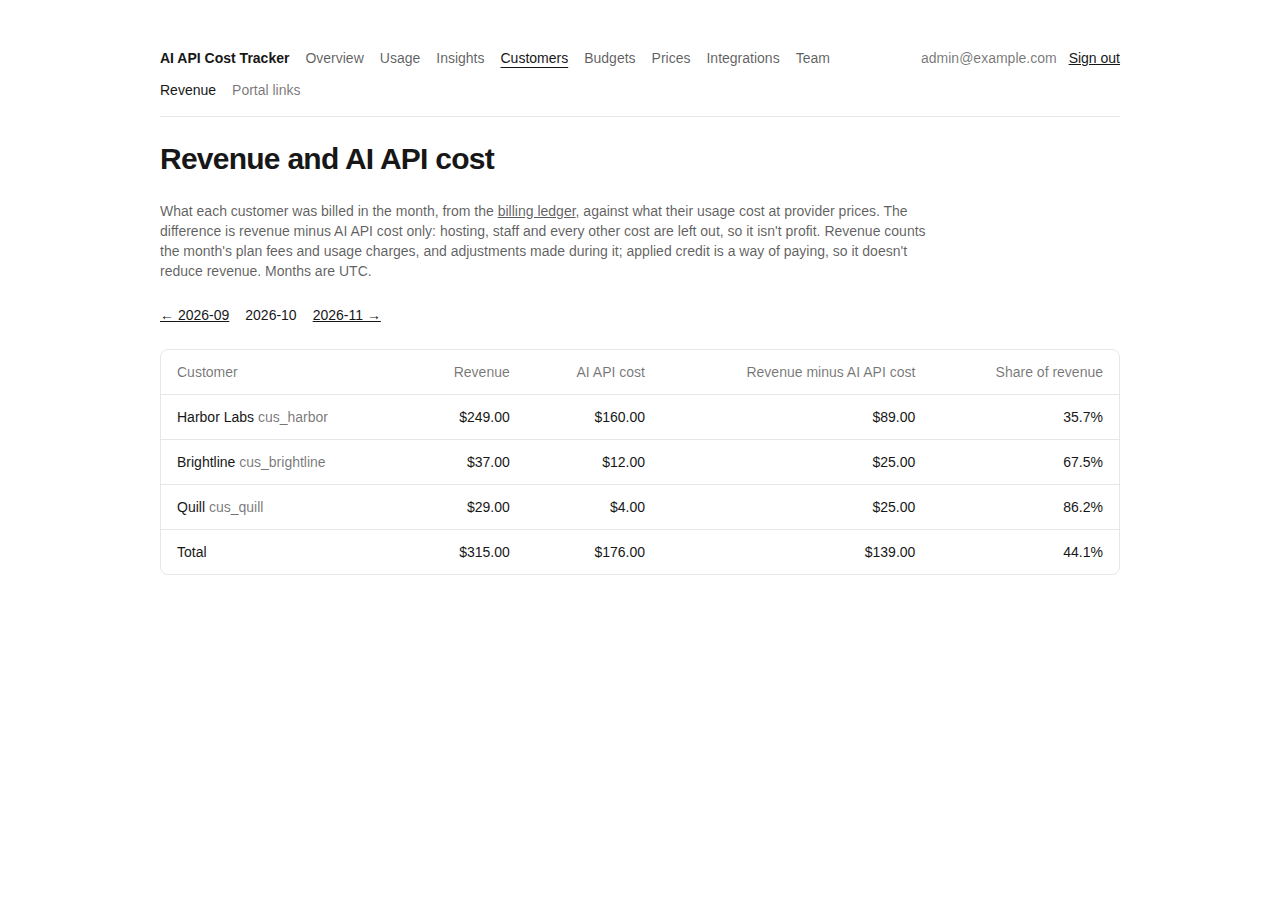 AI API Cost Tracker Overview Usage Insights Customers Budgets Prices Integrations Team admin@example.com Sign out
Revenue Portal links
Revenue and AI API cost
What each customer was billed in the month, from the billing ledger, against what their usage cost at provider prices. The
difference is revenue minus AI API cost only: hosting, staff and every other cost are left out, so it isn't profit. Revenue counts
the month's plan fees and usage charges, and adjustments made during it; applied credit is a way of paying, so it doesn't
reduce revenue. Months are UTC.
← 2026-09 2026-10 2026-11 →
Customer Revenue AI API cost Revenue minus AI API cost Share of revenue
Harbor Labs cus_harbor $249.00 $160.00 $89.00 35.7%
Brightline cus_brightline $37.00 $12.00 $25.00 67.5%
Quill cus_quill $29.00 $4.00 $25.00 86.2%
Total $315.00 $176.00 $139.00 44.1%